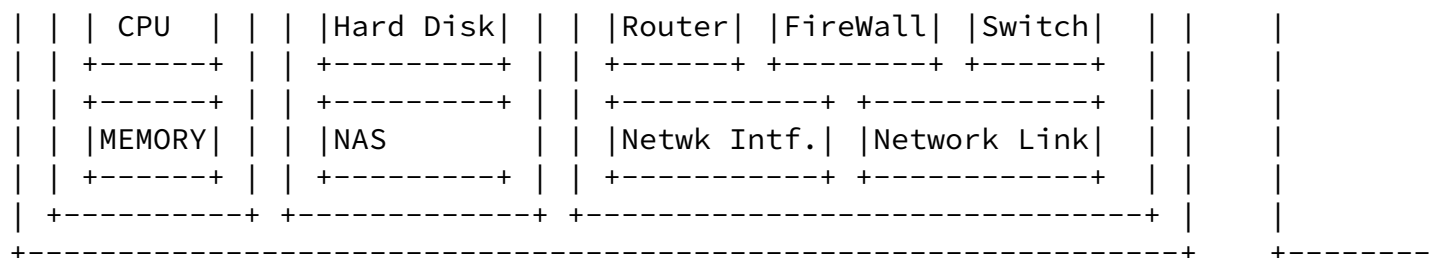 | | | CPU  | | | |Hard Disk| | | |Router| |FireWall| |Switch|  | |    |
| | +------+ | | +---------+ | | +------+ +--------+ +------+  | |    |
| | +------+ | | +---------+ | | +-----------+ +------------+  | |    |
| | |MEMORY| | | |NAS        | | |Netwk Intf.| |Network Link|  | |    |
| | +------+ | | +---------+ | | +-----------+ +------------+  | |    |
| +----------+ +-------------+ +-------------------------------+ |    |
+----------------------------------------------------------------+    +--------